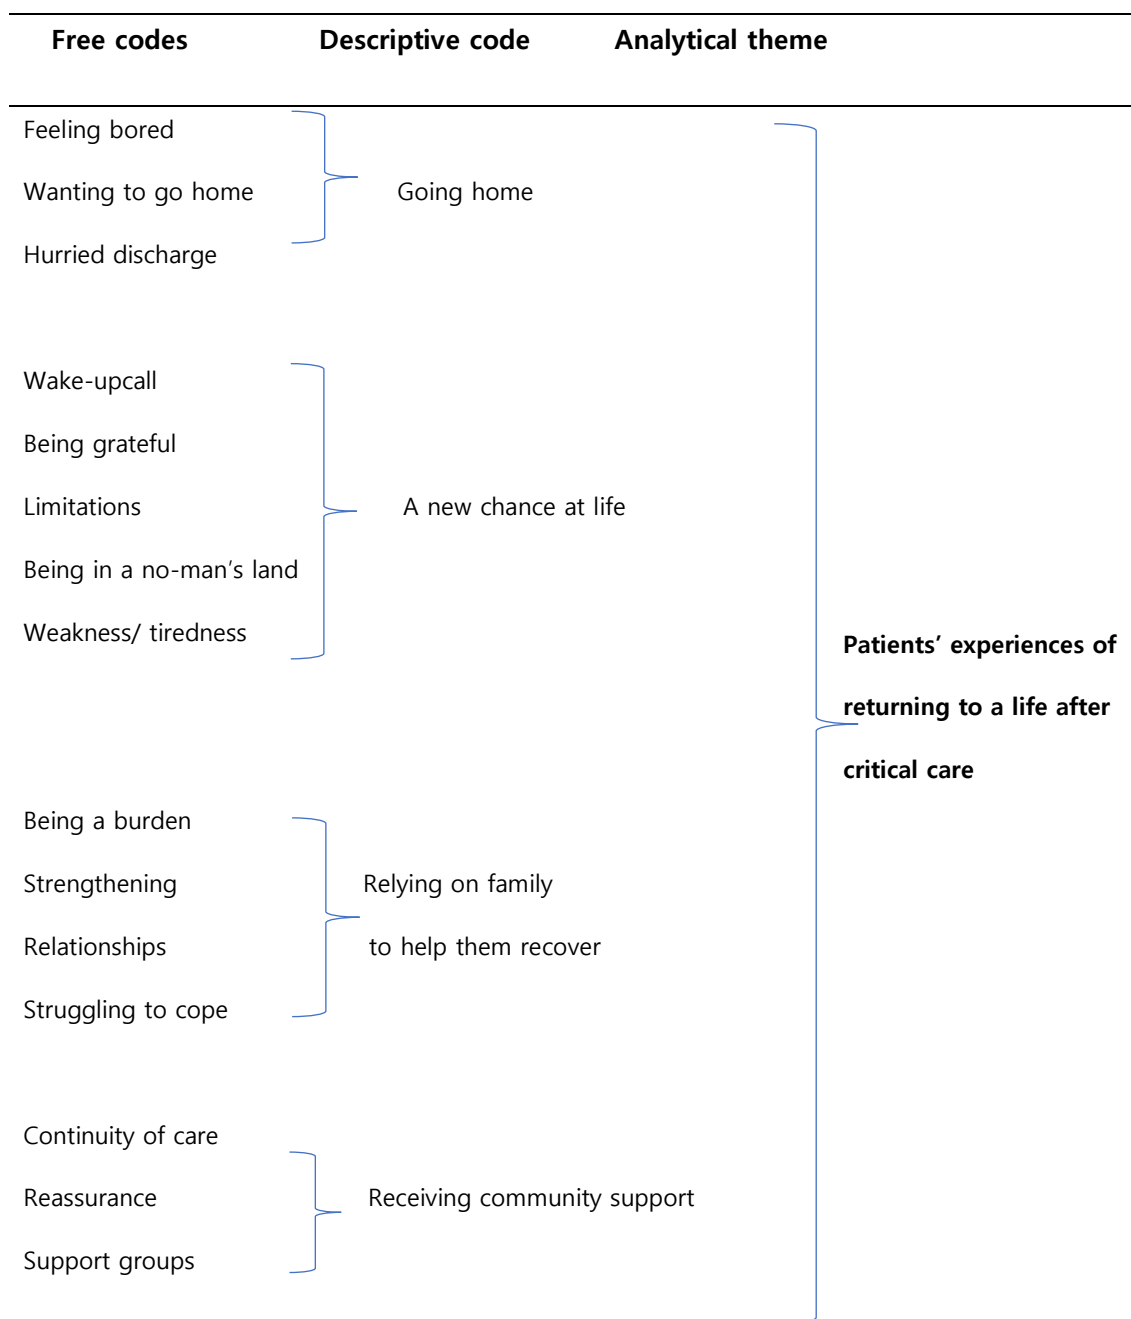 Free codes Descriptive code Analytical theme
Feeling bored
Wanting to go home Going home
Hurried discharge
Wake-upcall
Being grateful
Limitations A new chance at life
Being in a no-man’s land
Weakness/ tiredness
Patients’ experiences of
returning to a life after
critical care
Being a burden
Strengthening Relying on family
Relationships to help them recover
Struggling to cope
Continuity of care
Reassurance Receiving community support
Support groups